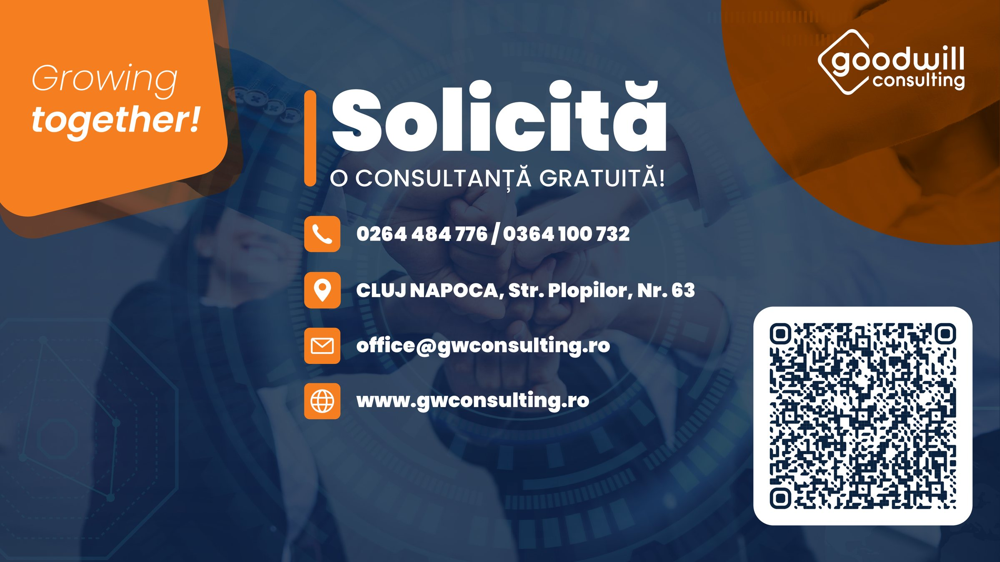 Growing
together!
goodwill
consulting
Solicită
O CONSULTANȚĂ GRATUITĂ!
0264 484 776 / 0364 100 732
CLUJ NAPOCA, Str. Plopilor, Nr. 63
office@gwconsulting.ro
www.gwconsulting.ro